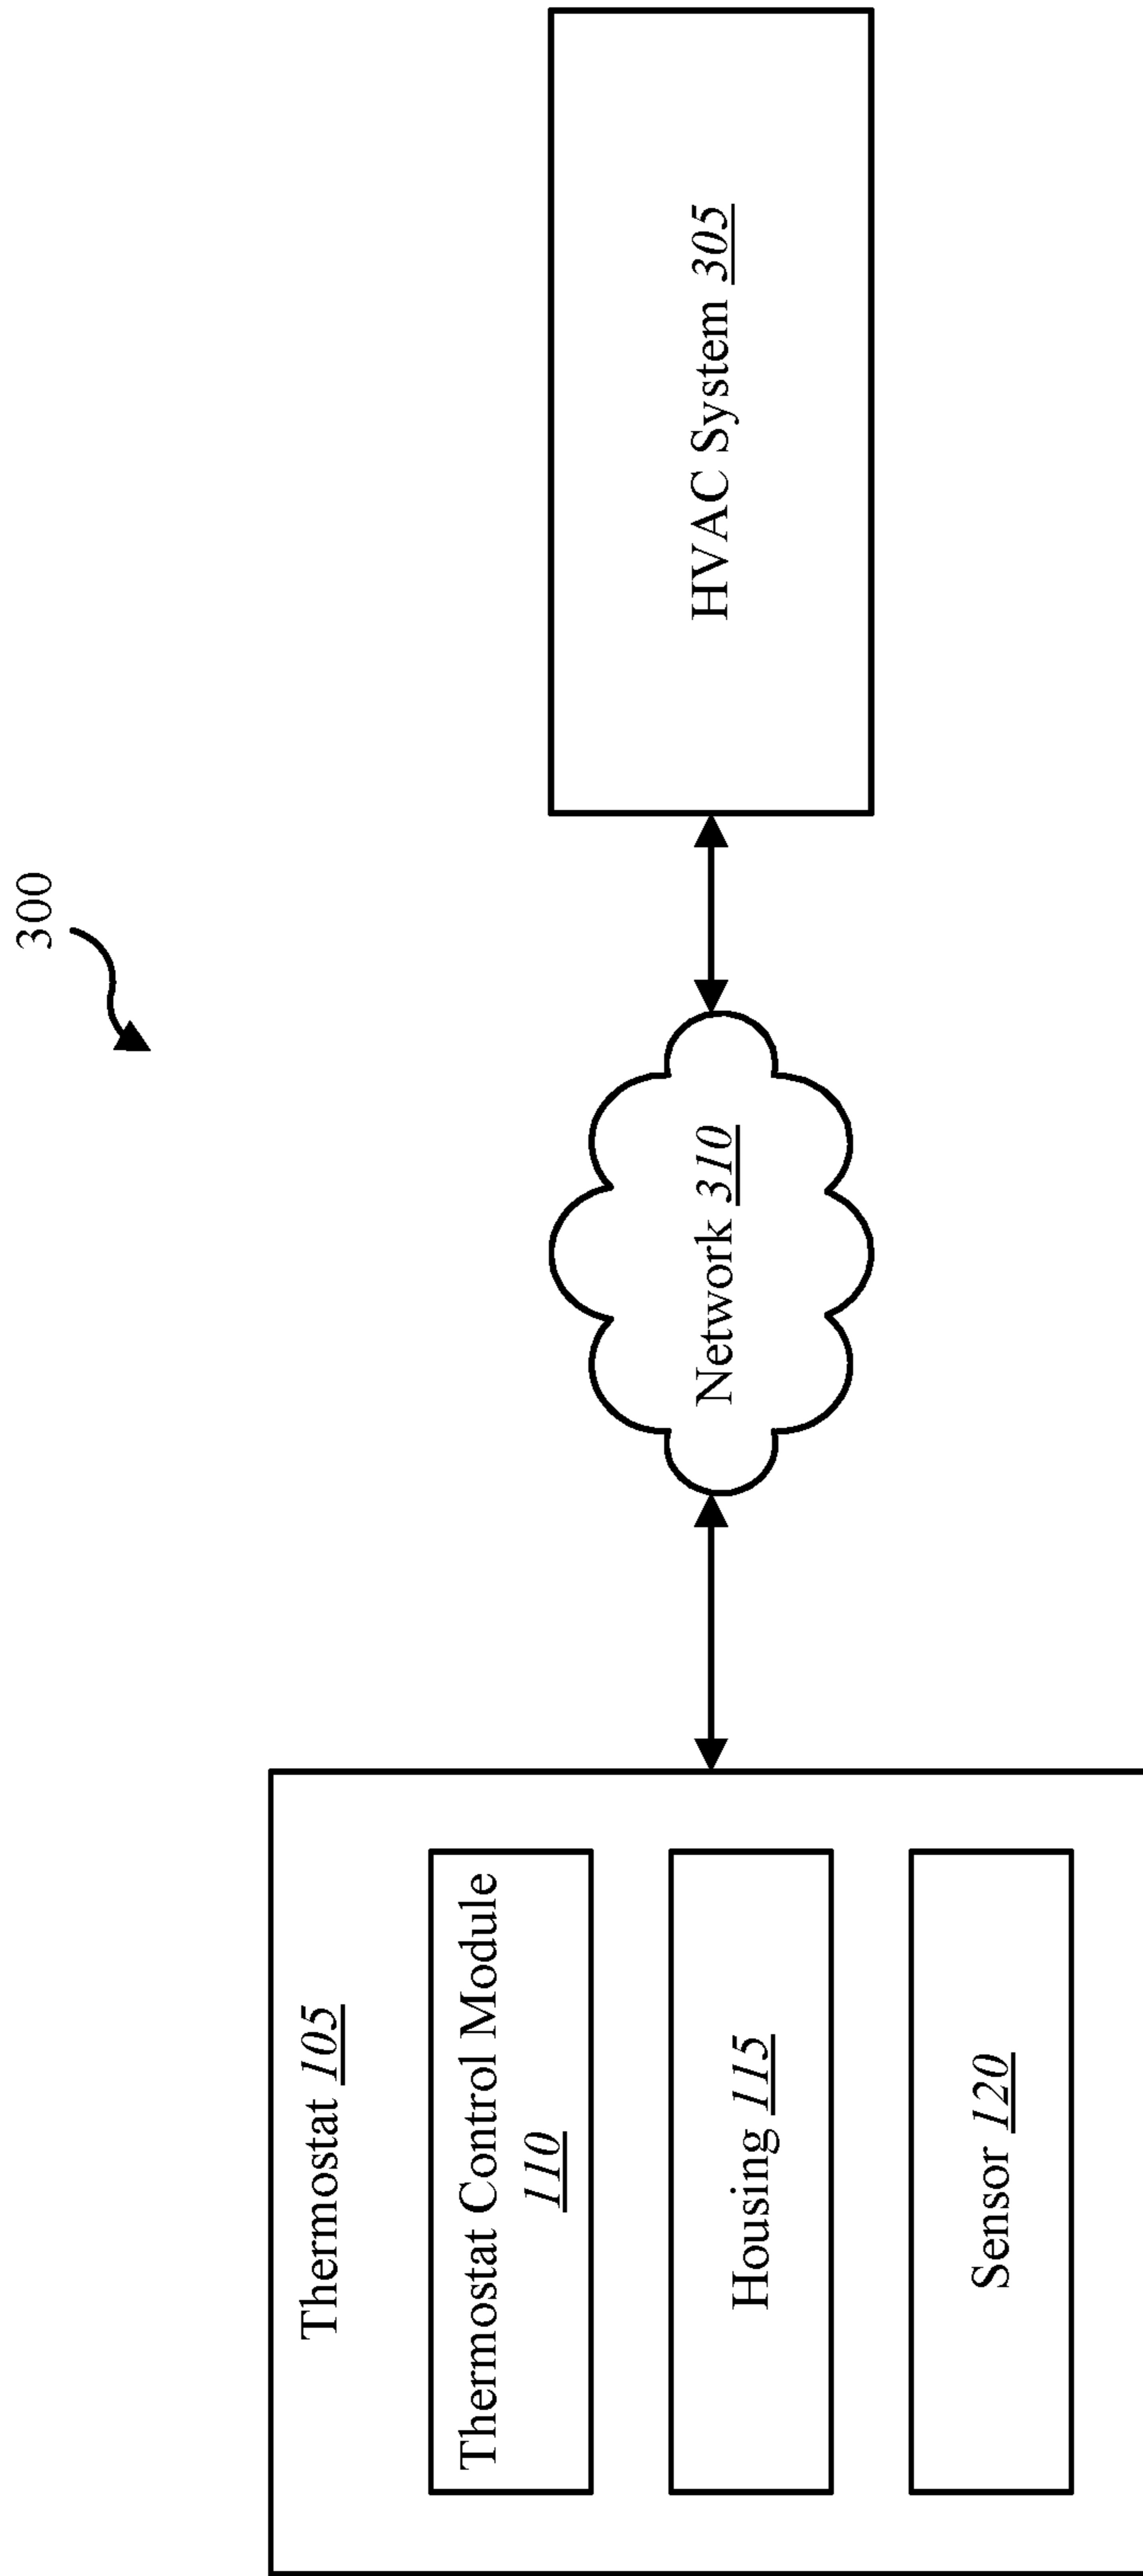 300
Thermostat 105
Thermostat Control Module
110
Housing 115
Sensor 120
Network 310
HVAC System 305